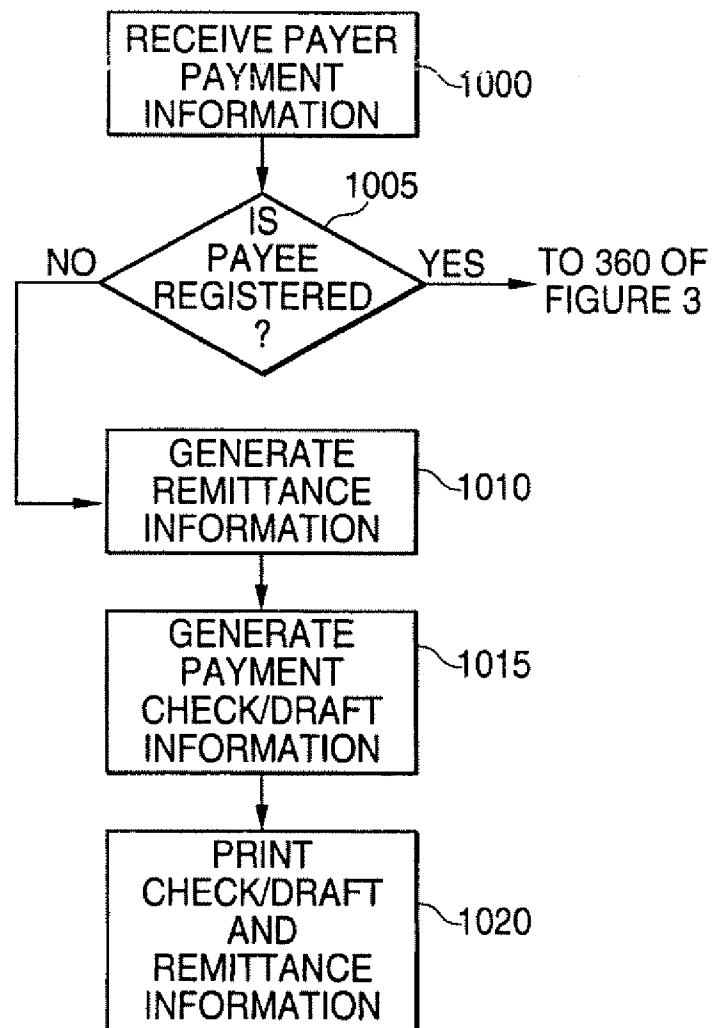 RECEIVE PAYER
PAYMENT
INFORMATION
1000
1005
IS
PAYEE
REGISTERED
?
NO
YES
TO 360 OF
FIGURE 3
GENERATE
REMITTANCE
INFORMATION
1010
GENERATE
PAYMENT
CHECK/DRAFT
INFORMATION
1015
PRINT
CHECK/DRAFT
AND
REMITTANCE
INFORMATION
1020